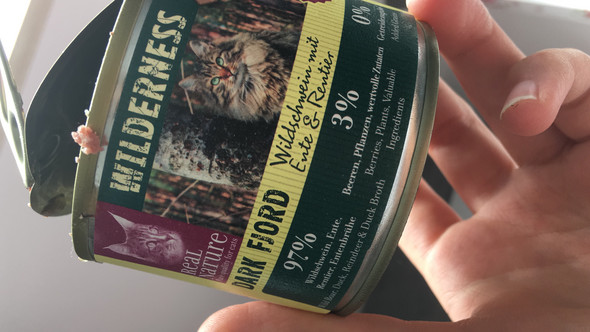 WILDERNESS
REAL
Nature
DARK FJORD
Wildschwein mit
Ente & Rentier
97%
Wildschwein, Ente,
Rentier, Entenbrühe
Wild Boar, Duck, Reindeer & Duck Broth
3%
Beeren, Pflanzen, wertvolle Zutaten
Berries, Plants, Valuable
Ingredients
0%